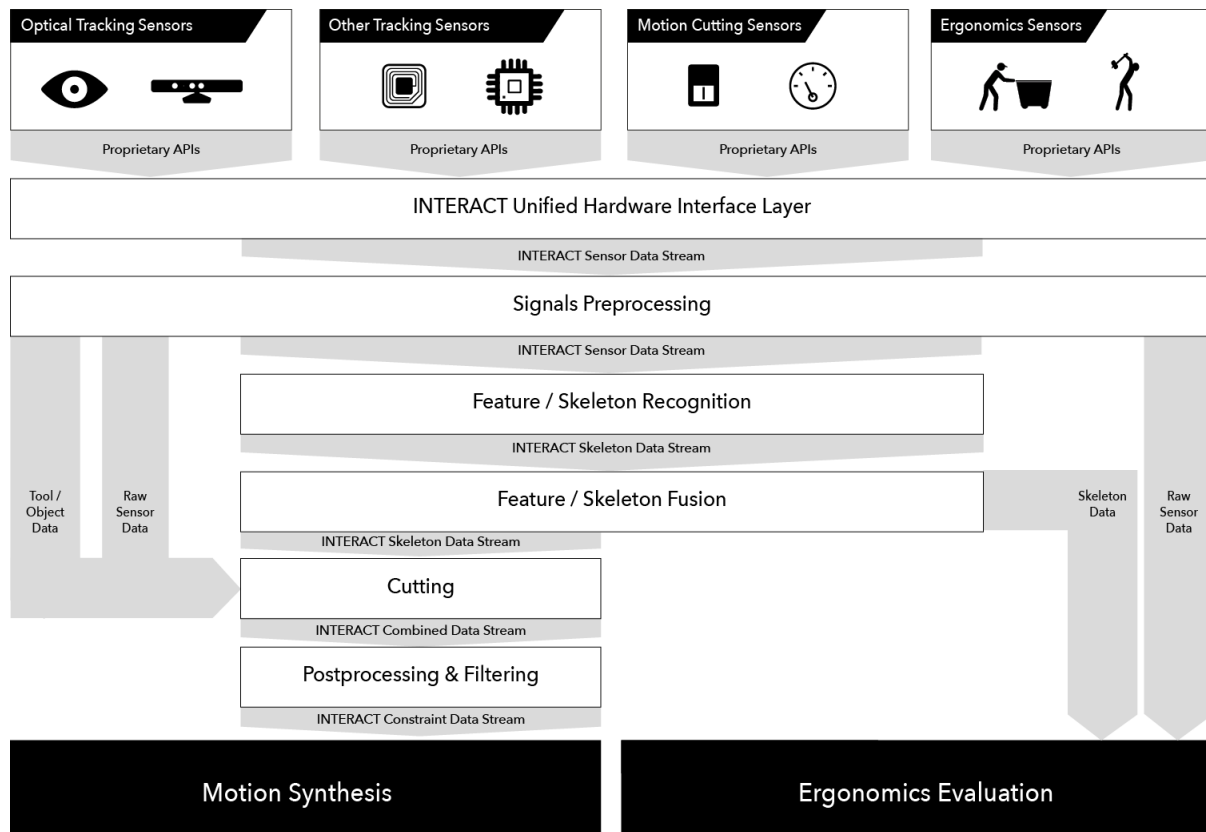 Optical Tracking Sensors
Other Tracking Sensors
Motion Cutting Sensors
Ergonomics Sensors
Proprietary APIs
Proprietary APIs
Proprietary APIs
Proprietary APIs
INTERACT Unified Hardware Interface Layer
INTERACT Sensor Data Stream
Signals Preprocessing
INTERACT Sensor Data Stream
Feature / Skeleton Recognition
INTERACT Skeleton Data Stream
Tool /
Object
Data
Raw
Sensor
Data
Feature / Skeleton Fusion
Skeleton
Data
Raw
Sensor
Data
INTERACT Skeleton Data Stream
Cutting
INTERACT Combined Data Stream
Postprocessing & Filtering
INTERACT Constraint Data Stream
Motion Synthesis
Ergonomics Evaluation